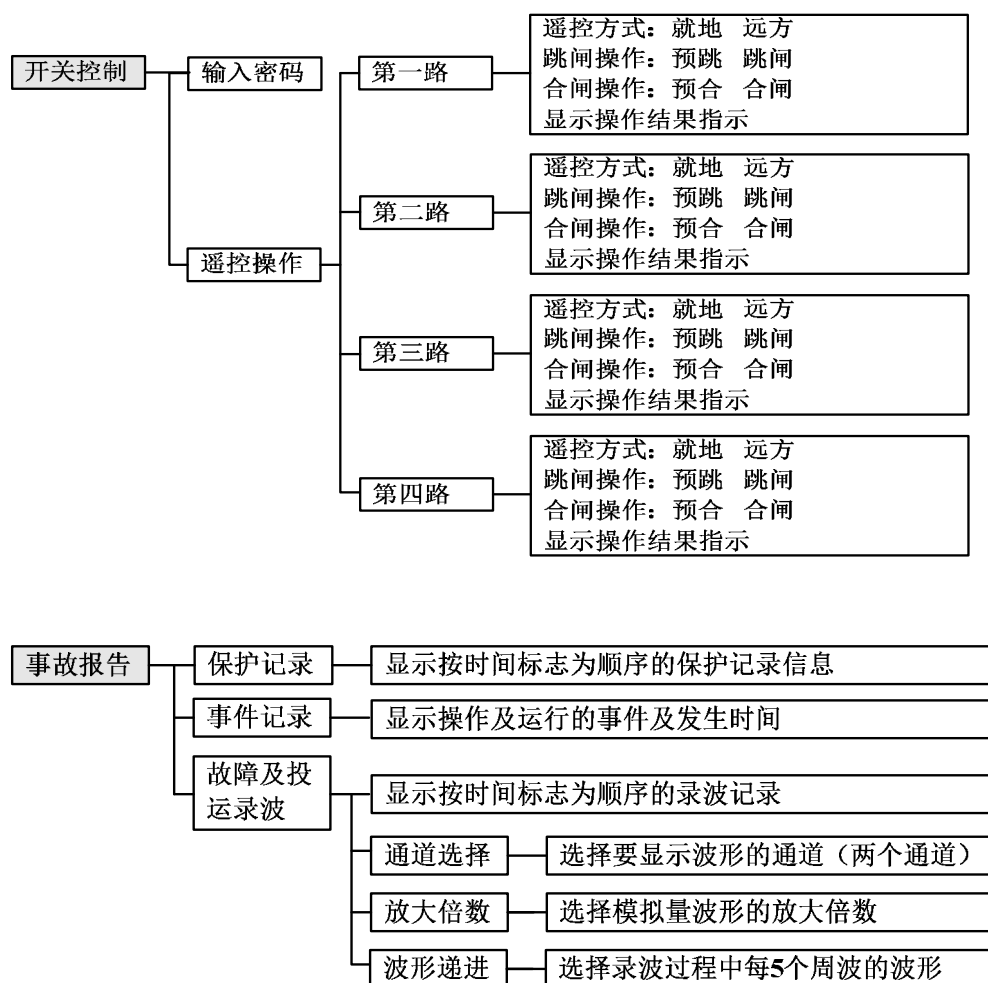 开关控制
输入密码
遥控操作
第一路
遥控方式：就地 远方
跳闸操作：预跳 跳闸
合闸操作：预合 合闸
显示操作结果指示
第二路
遥控方式：就地 远方
跳闸操作：预跳 跳闸
合闸操作：预合 合闸
显示操作结果指示
第三路
遥控方式：就地 远方
跳闸操作：预跳 跳闸
合闸操作：预合 合闸
显示操作结果指示
第四路
遥控方式：就地 远方
跳闸操作：预跳 跳闸
合闸操作：预合 合闸
显示操作结果指示
事故报告
保护记录
显示按时间标志为顺序的保护记录信息
事件记录
显示操作及运行的事件及发生时间
故障及投
运录波
显示按时间标志为顺序的录波记录
通道选择
选择要显示波形的通道（两个通道）
放大倍数
选择模拟量波形的放大倍数
波形递进
选择录波过程中每5个周波的波形